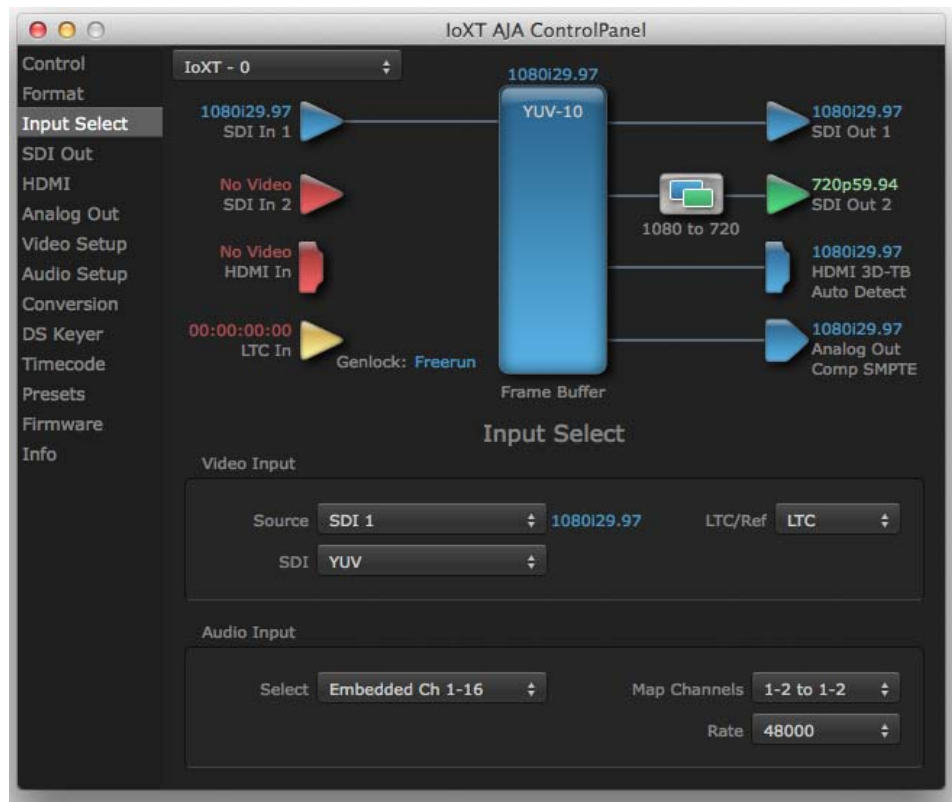 IoXT AJA ControlPanel
Control
Format
Input Select
SDI Out
HDMI
Analog Out
Video Setup
Audio Setup
Conversion
DS Keyer
Timecode
Presets
Firmware
Info
IoXT - 0
1080i29.97
YUV-10
Frame Buffer
1080i29.97
SDI In 1
No Video
SDI In 2
No Video
HDMI In
00:00:00:00
LTC In
Genlock: Freerun
1080 to 720
1080i29.97
SDI Out 1
720p59.94
SDI Out 2
1080i29.97
HDMI 3D-TB
Auto Detect
1080i29.97
Analog Out
Comp SMPTE
Input Select
Video Input
Source SDI 1 1080i29.97 LTC/Ref LTC
SDI YUV
Audio Input
Select Embedded Ch 1-16 Map Channels 1-2 to 1-2
Rate 48000